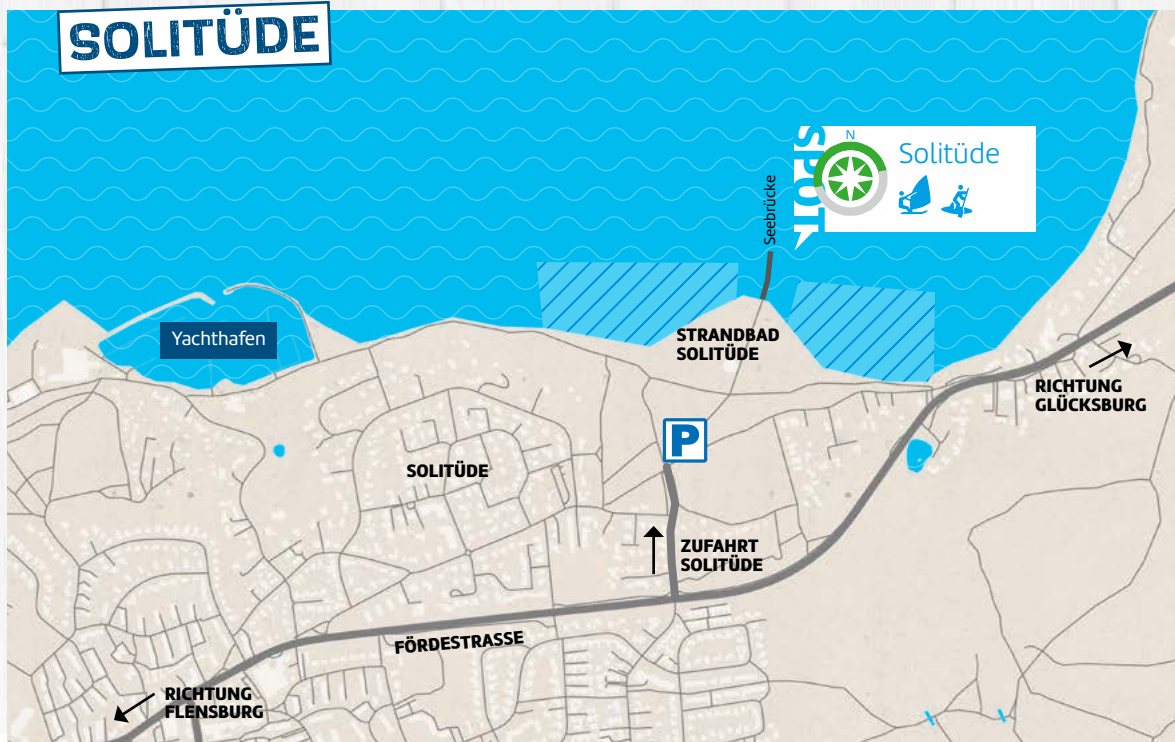 SOLITÜDE
SPOT
N
Solitüde
Seebrücke
Yachthafen
STRANDBAD
SOLITÜDE
RICHTUNG
GLÜCKSBURG
P
SOLITÜDE
ZUFAHRT
SOLITÜDE
FÖRDESTRASSE
RICHTUNG
FLENSBURG